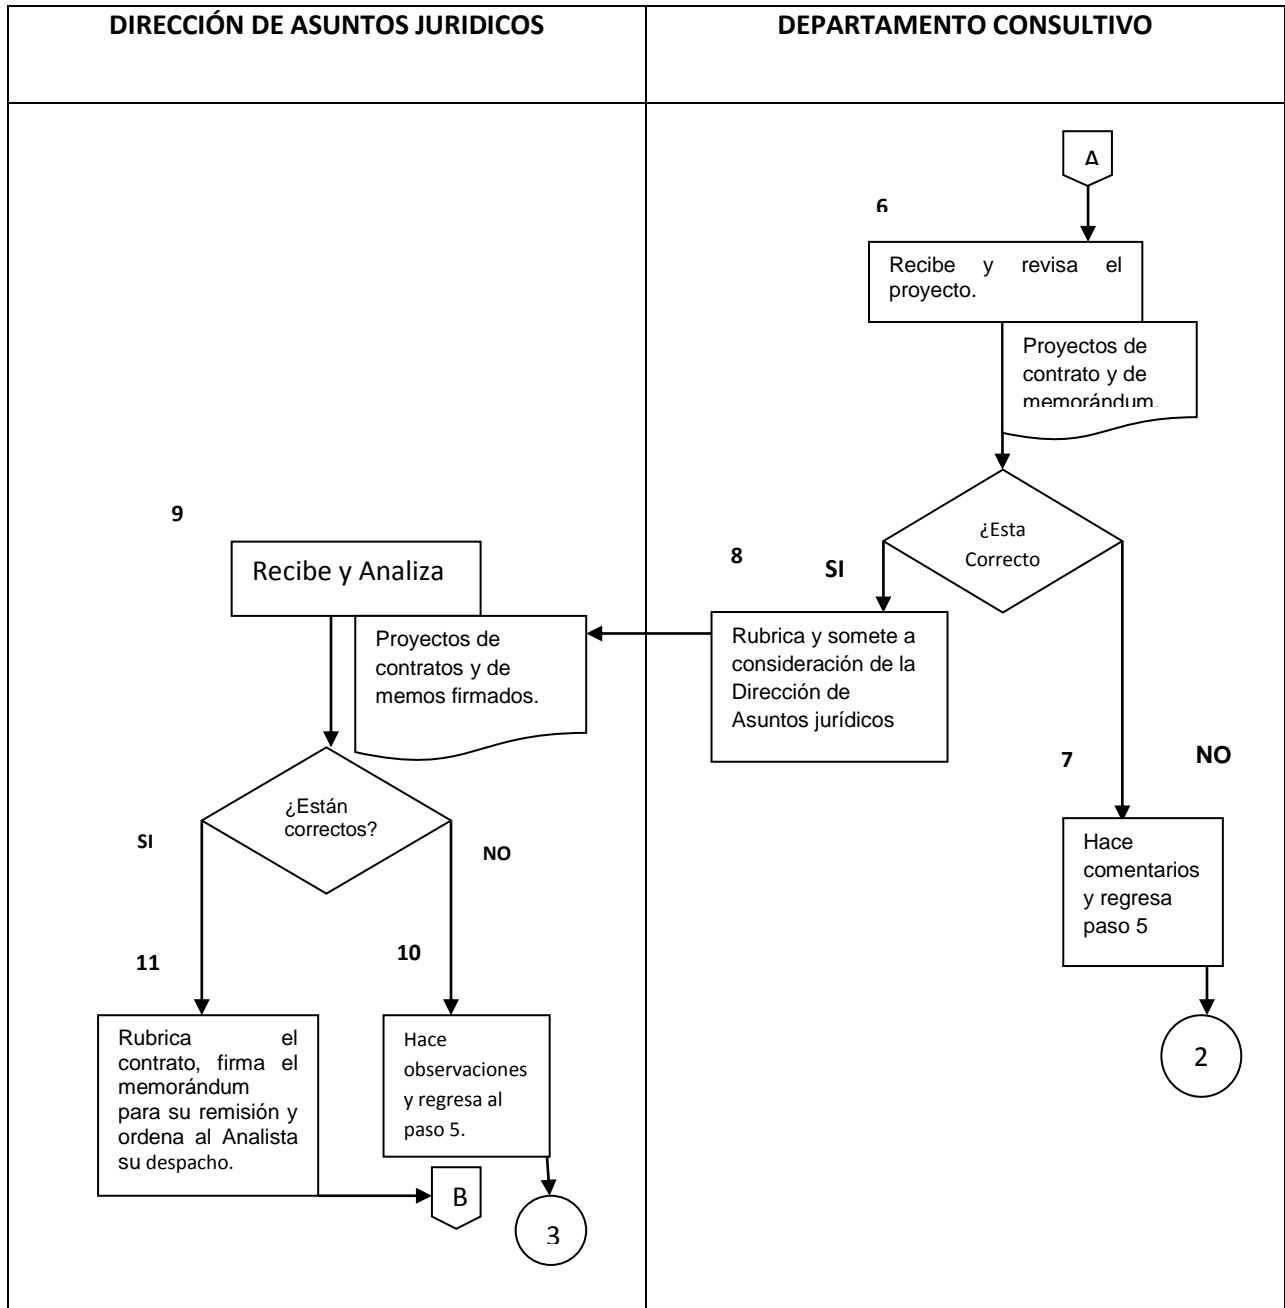 DIRECCIÓN DE ASUNTOS JURIDICOS
DEPARTAMENTO CONSULTIVO
A
6
Recibe y revisa el
proyecto.
Proyectos de
contrato y de
memorándum.
¿Esta
Correcto
8
SI
Rubrica y somete a
consideración de la
Dirección de
Asuntos jurídicos
7
NO
Hace
comentarios
y regresa
paso 5
2
9
Recibe y Analiza
Proyectos de
contratos y de
memos firmados.
¿Están
correctos?
SI
NO
11
10
Rubrica el
contrato, firma el
memorándum
para su remisión y
ordena al Analista
su despacho.
Hace
observaciones
y regresa al
paso 5.
B
3